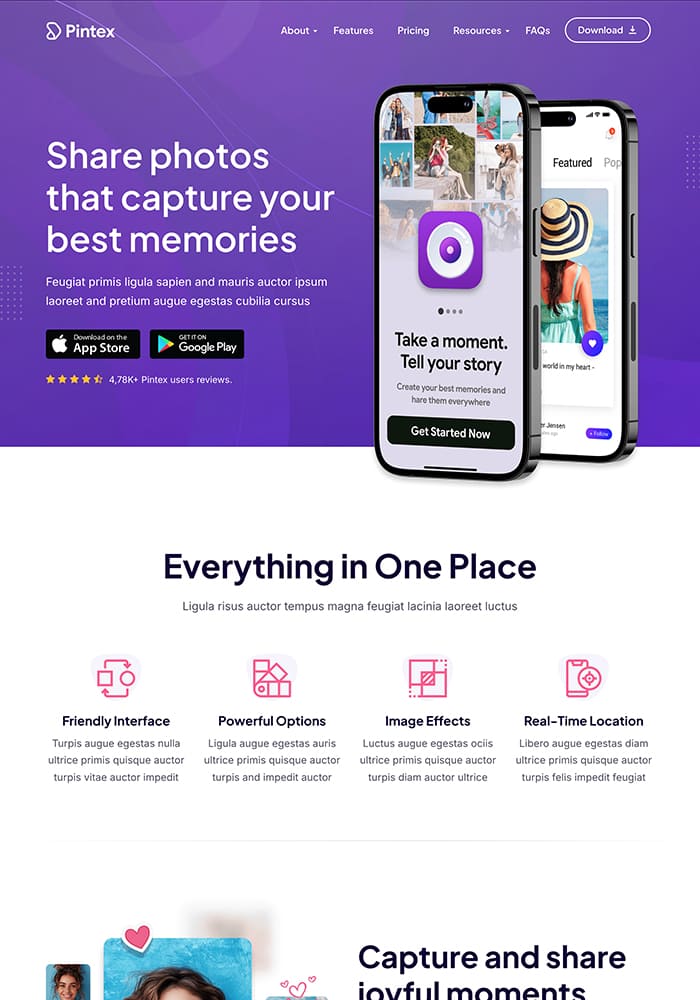 Pintex
About
Features
Pricing
Resources
FAQs
Download
Share photos
that capture your
best memories
Feugiat primis ligula sapien and mauris auctor ipsum
laoreet and pretium augue egestas cubilia cursus
Download on the
App Store
GET IT ON
Google Play
4,78K+ Pintex users reviews.
Take a moment.
Tell your story
Create your best memories and
hare them everywhere
Get Started Now
Featured
Pop
world in my heart -
er Jensen
+ Follow
Everything in One Place
Ligula risus auctor tempus magna feugiat lacinia laoreet luctus
Friendly Interface
Turpis augue egestas nulla
ultrice primis quisque auctor
turpis vitae auctor impedit
Powerful Options
Ligula augue egestas auris
ultrice primis quisque auctor
turpis and impedit auctor
Image Effects
Luctus augue egestas ociis
ultrice primis quisque auctor
turpis diam auctor ultrice
Real-Time Location
Libero augue egestas diam
ultrice primis quisque auctor
turpis felis impedit feugiat
Capture and share
joyful moments